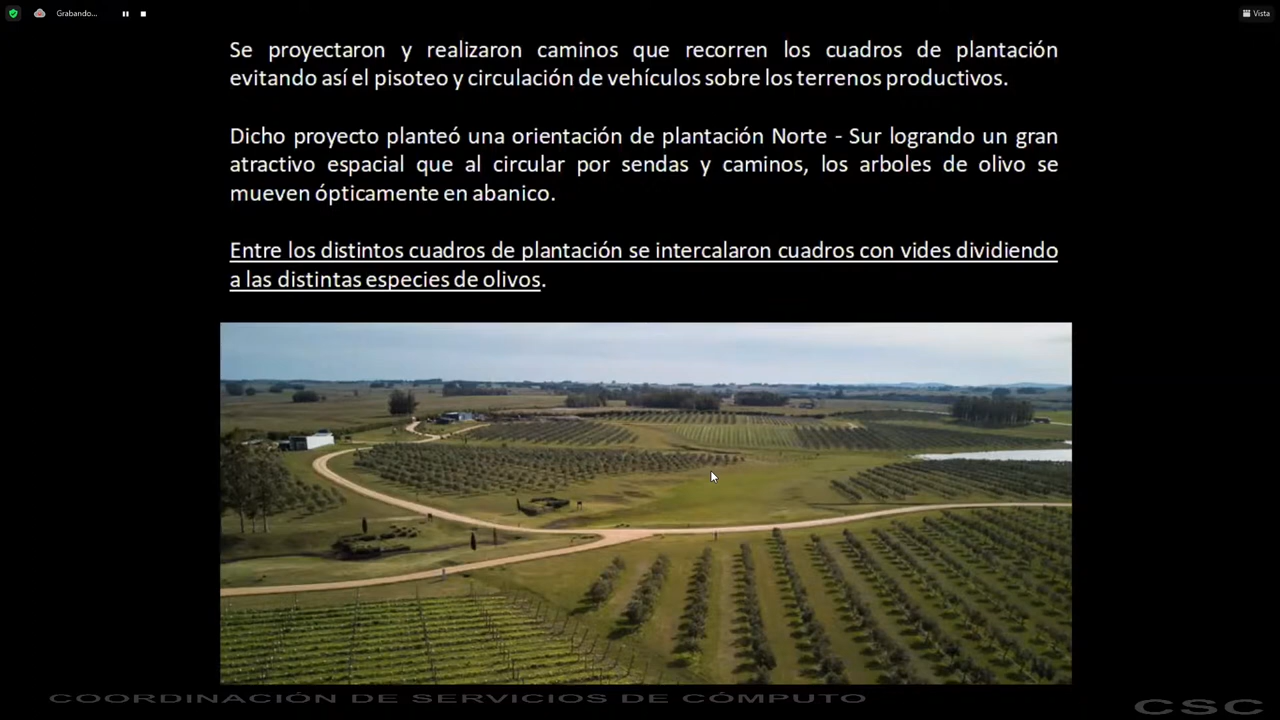 Grabando...
Vista
Se proyectaron y realizaron caminos que recorren los cuadros de plantación
evitando así el pisoteo y circulación de vehículos sobre los terrenos productivos.
Dicho proyecto planteó una orientación de plantación Norte - Sur logrando un gran
atractivo espacial que al circular por sendas y caminos, los arboles de olivo se
mueven ópticamente en abanico.
Entre los distintos cuadros de plantación se intercalaron cuadros con vides dividiendo
a las distintas especies de olivos.
COORDINACIÓN DE SERVICIOS DE CÓMPUTO
CSC